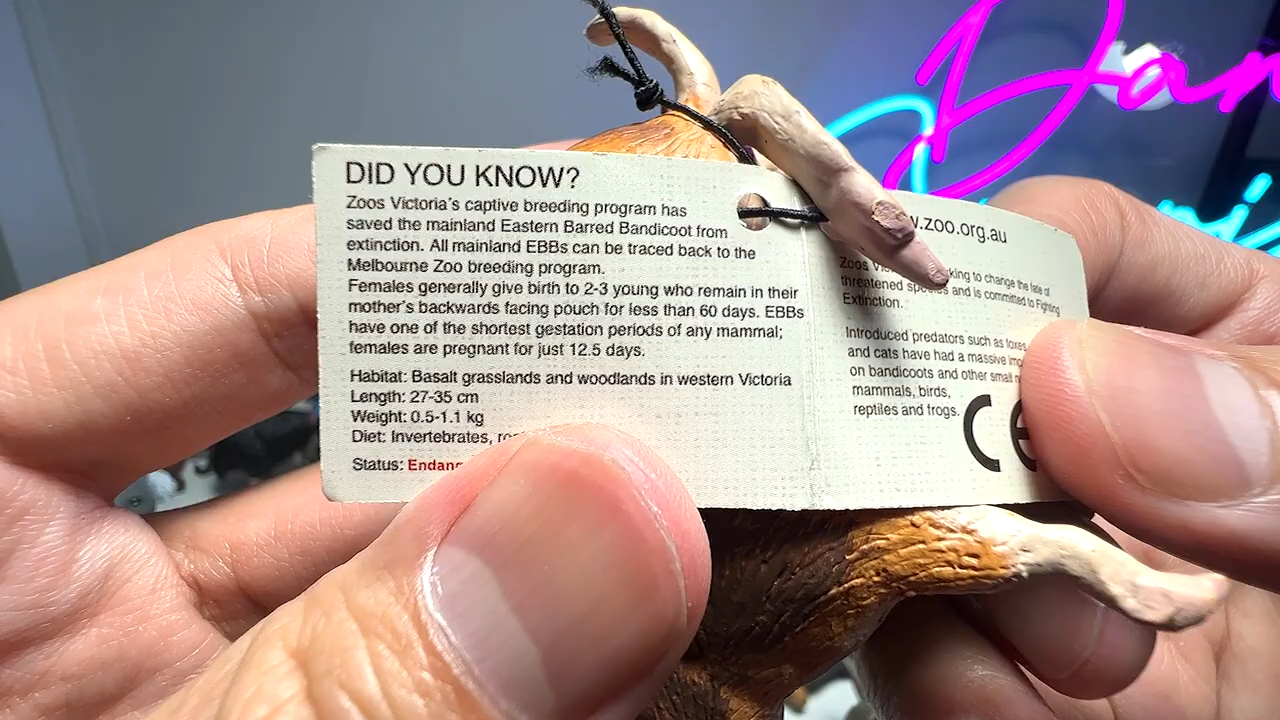 DID YOU KNOW?
Zoos Victoria's captive breeding program has
saved the mainland Eastern Barred Bandicoot from
extinction. All mainland EBBs can be traced back to the
Melbourne Zoo breeding program.
Females generally give birth to 2-3 young who remain in their
mother's backwards facing pouch for less than 60 days. EBBs
have one of the shortest gestation periods of any mammal;
females are pregnant for just 12.5 days.
Habitat: Basalt grasslands and woodlands in western Victoria
Length: 27-35 cm
Weight: 0.5-1.1 kg
Diet: Invertebrates,
Status:
w.zoo.org.au
Zoos
to change the fate of
threatened species and is committed to Fighting
Extinction.
Introduced predators such as foxes
and cats have had a massive
on bandicoots and other small
mammals, birds,
reptiles and frogs.
CE
Dan